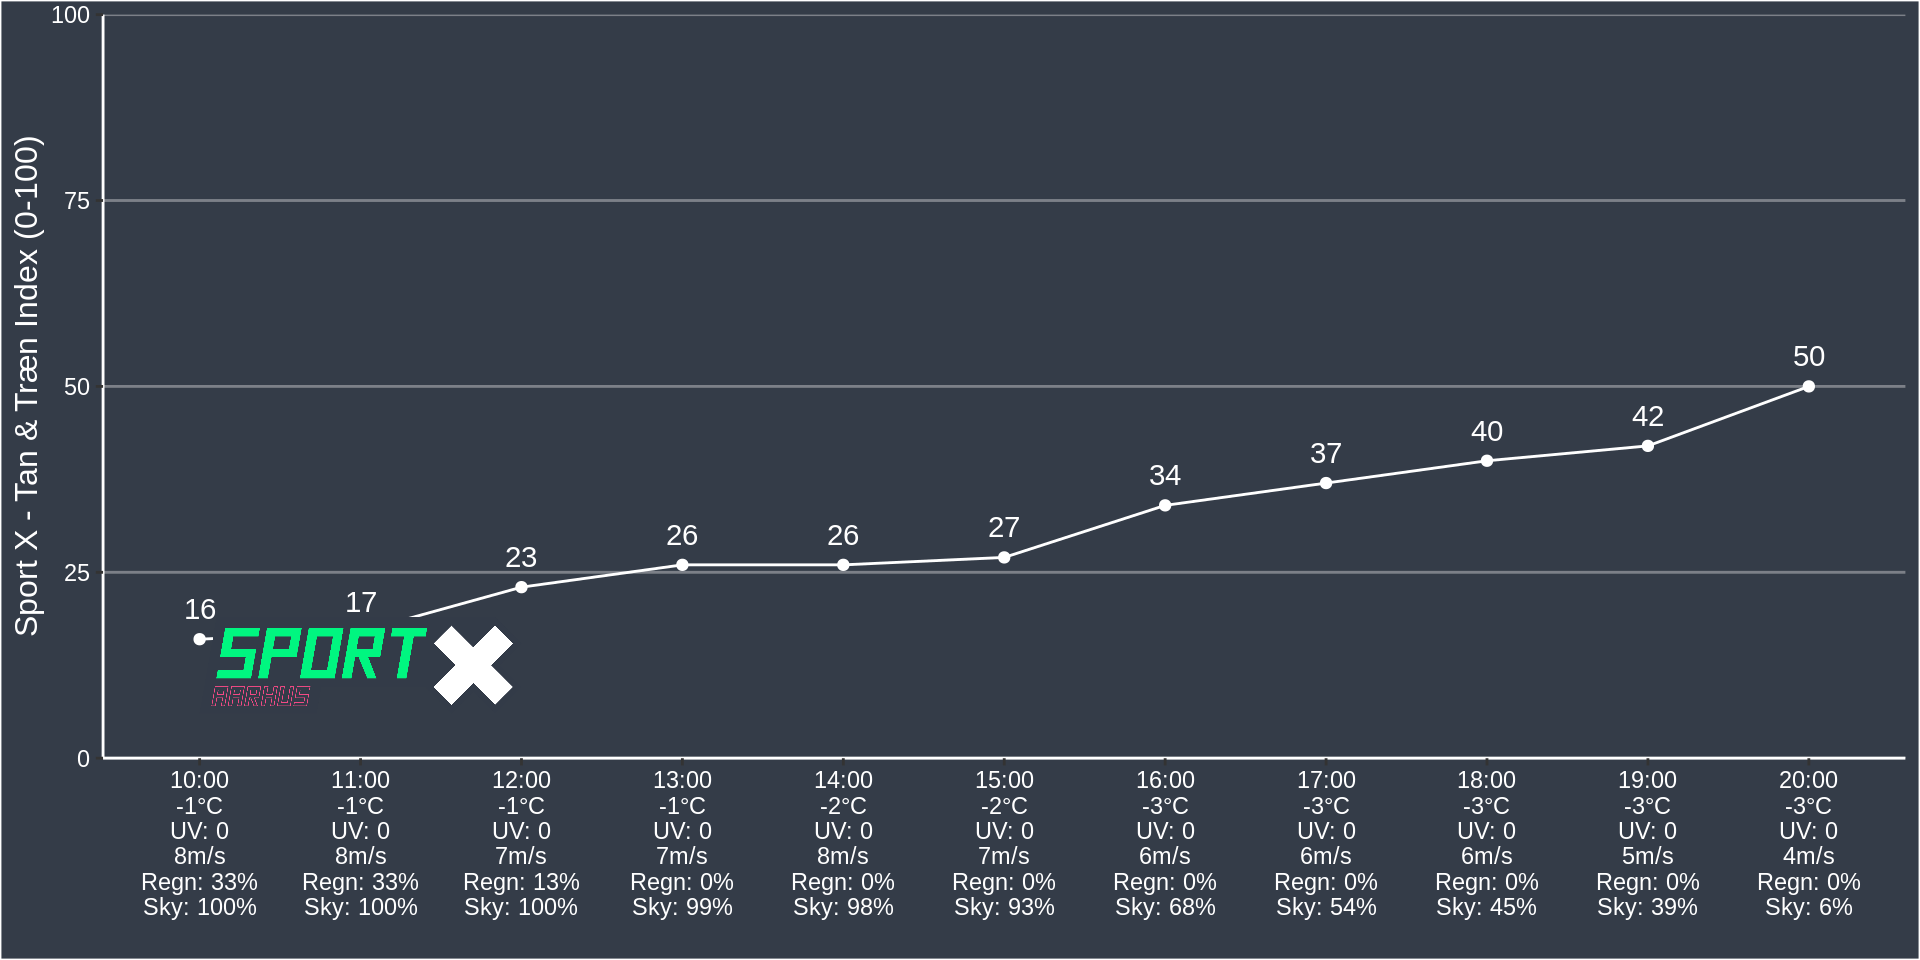 Sport X - Tan & Træn Index (0-100)
100
75
50
25
0
16
17
23
26
26
27
34
37
40
42
50
SPORT X
AARHUS
10:00 11:00 12:00 13:00 14:00 15:00 16:00 17:00 18:00 19:00 20:00
-1°C -1°C -1°C -1°C -2°C -2°C -3°C -3°C -3°C -3°C -3°C
UV: 0 UV: 0 UV: 0 UV: 0 UV: 0 UV: 0 UV: 0 UV: 0 UV: 0 UV: 0 UV: 0
8m/s 8m/s 7m/s 7m/s 8m/s 7m/s 6m/s 6m/s 6m/s 5m/s 4m/s
Regn: 33% Regn: 33% Regn: 13% Regn: 0% Regn: 0% Regn: 0% Regn: 0% Regn: 0% Regn: 0% Regn: 0% Regn: 0%
Sky: 100% Sky: 100% Sky: 100% Sky: 99% Sky: 98% Sky: 93% Sky: 68% Sky: 54% Sky: 45% Sky: 39% Sky: 6%